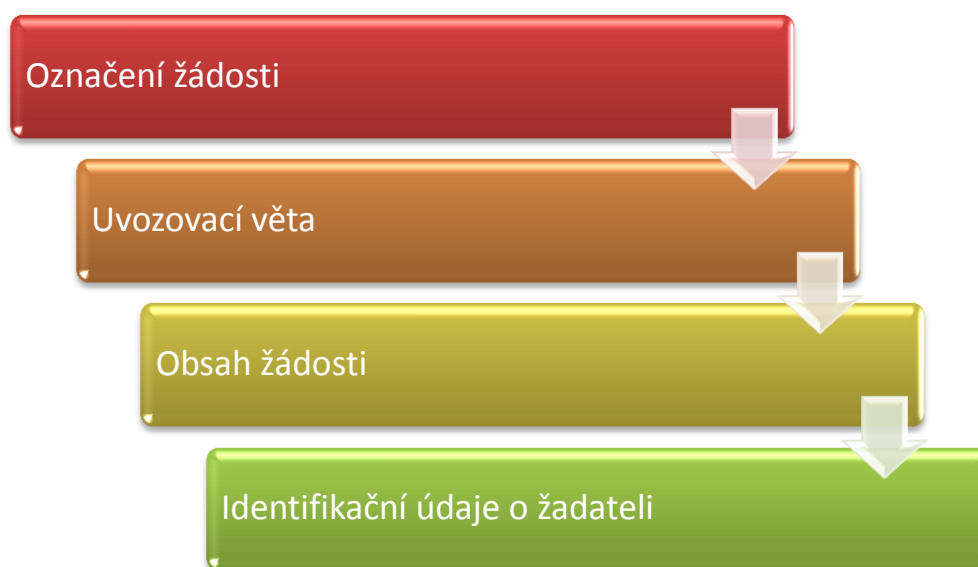 Označení žádosti
Uvozovací věta
Obsah žádosti
Identifikační údaje o žadateli